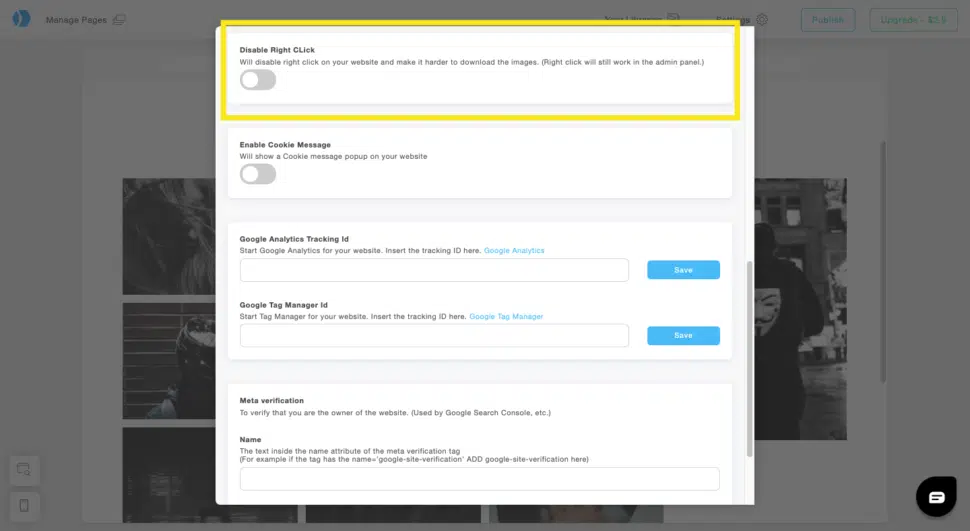 Manage Pages
Settings
Publish
Disable Right CLick
Will disable right click on your website and make it harder to download the images. (Right click will still work in the admin panel.)
Enable Cookie Message
Will show a Cookie message popup on your website
Google Analytics Tracking Id
Start Google Analytics for your website. Insert the tracking ID here. Google Analytics
Save
Google Tag Manager Id
Start Tag Manager for your website. Insert the tracking ID here. Google Tag Manager
Save
Meta verification
To verify that you are the owner of the website. (Used by Google Search Console, etc.)
Name
The text inside the name attribute of the meta verification tag
(For example if the tag has the name='google-site-verification' ADD google-site-verification here)